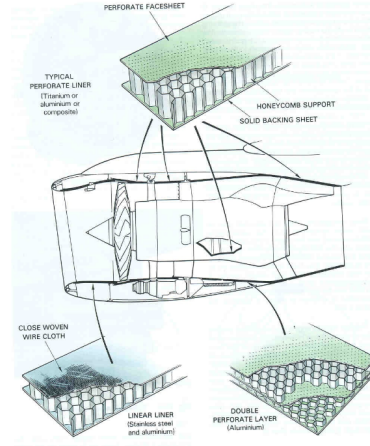 PERFORATE FACESHEET
TYPICAL
PERFORATE LINER
(Titanium or
aluminium or
composite)
HONEYCOMB SUPPORT
SOLID BACKING SHEET
CLOSE WOVEN
WIRE CLOTH
LINEAR LINER
(Stainless steel
and aluminium)
DOUBLE
PERFORATE LAYER
(Aluminium)